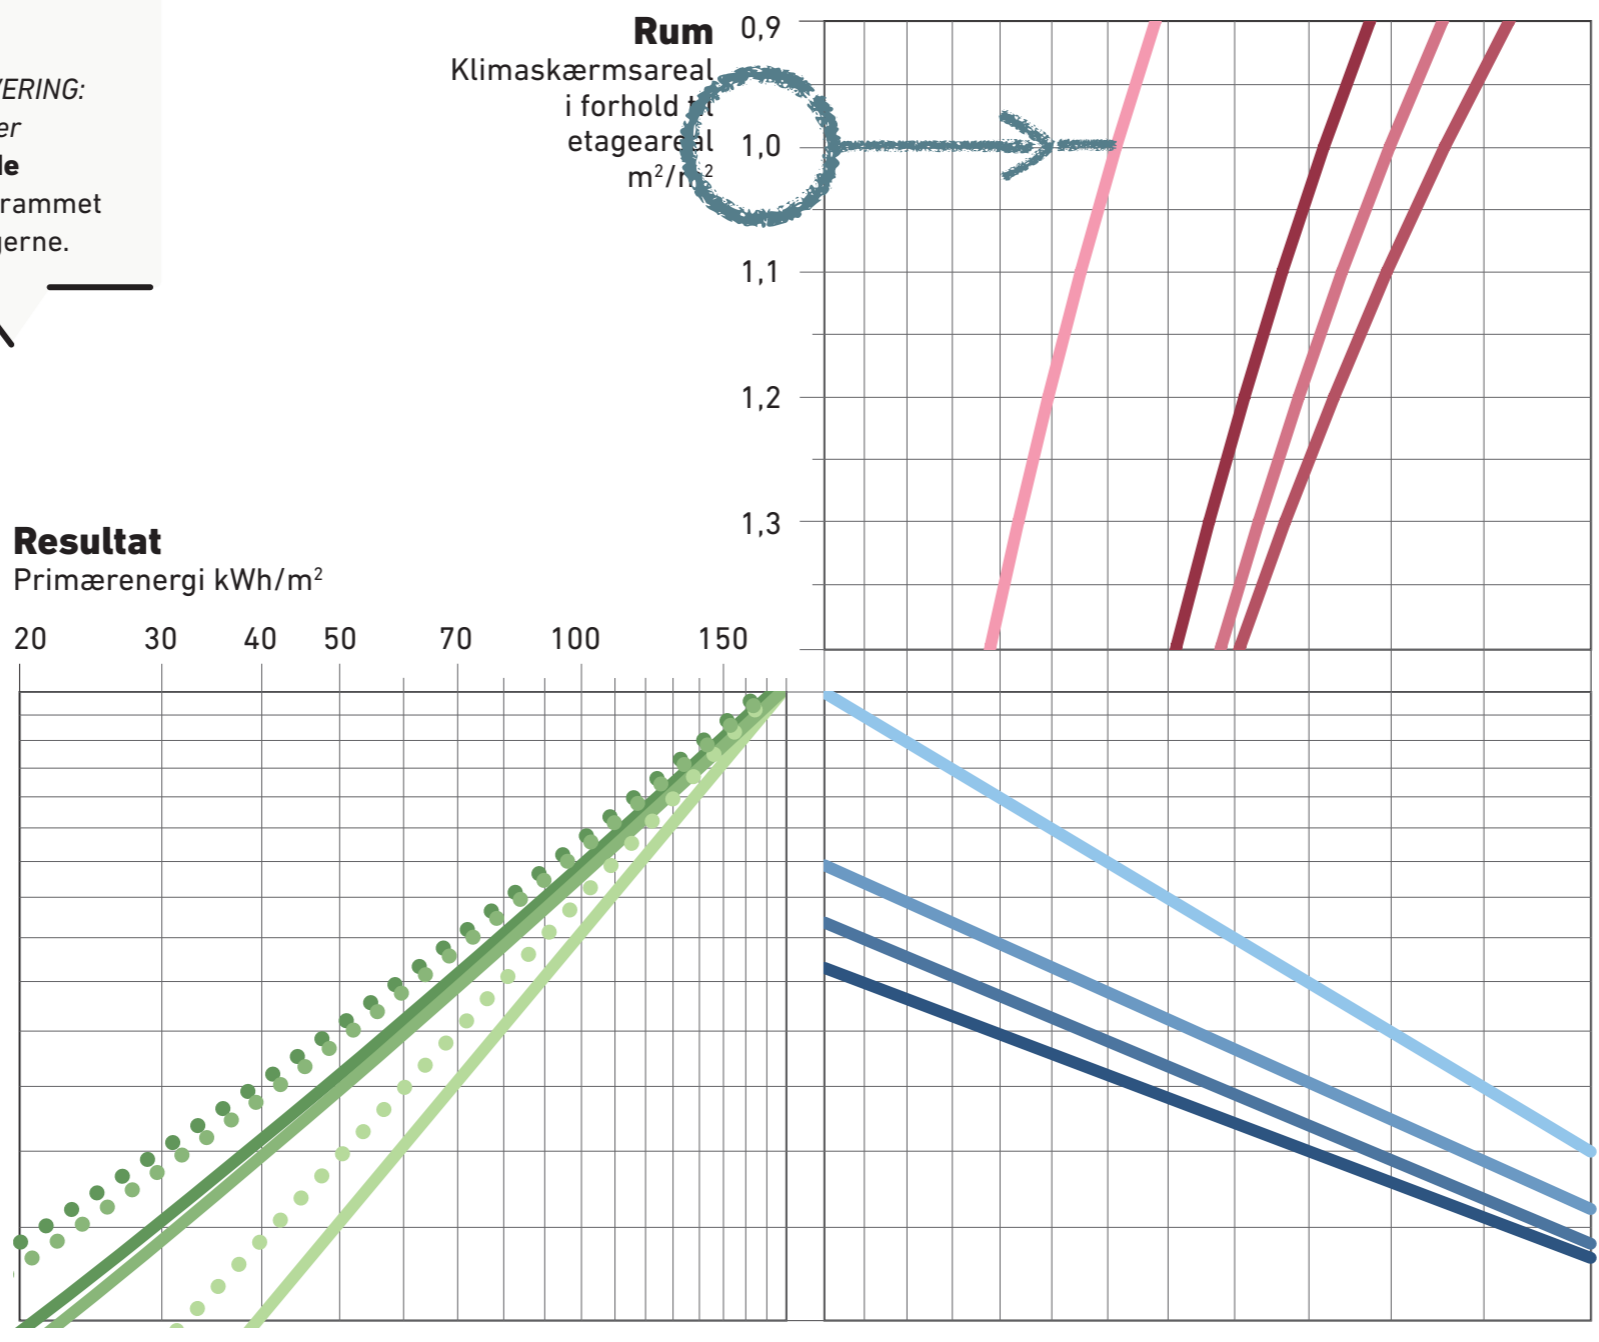 ERING:
er
le
rammet
gerne.
Rum
Klimaskærmsareal
i forhold til
etageareal
m²/m²
0,9
1,0
1,1
1,2
1,3
Resultat
Primærenergi kWh/m²
20 30 40 50 70 100 150